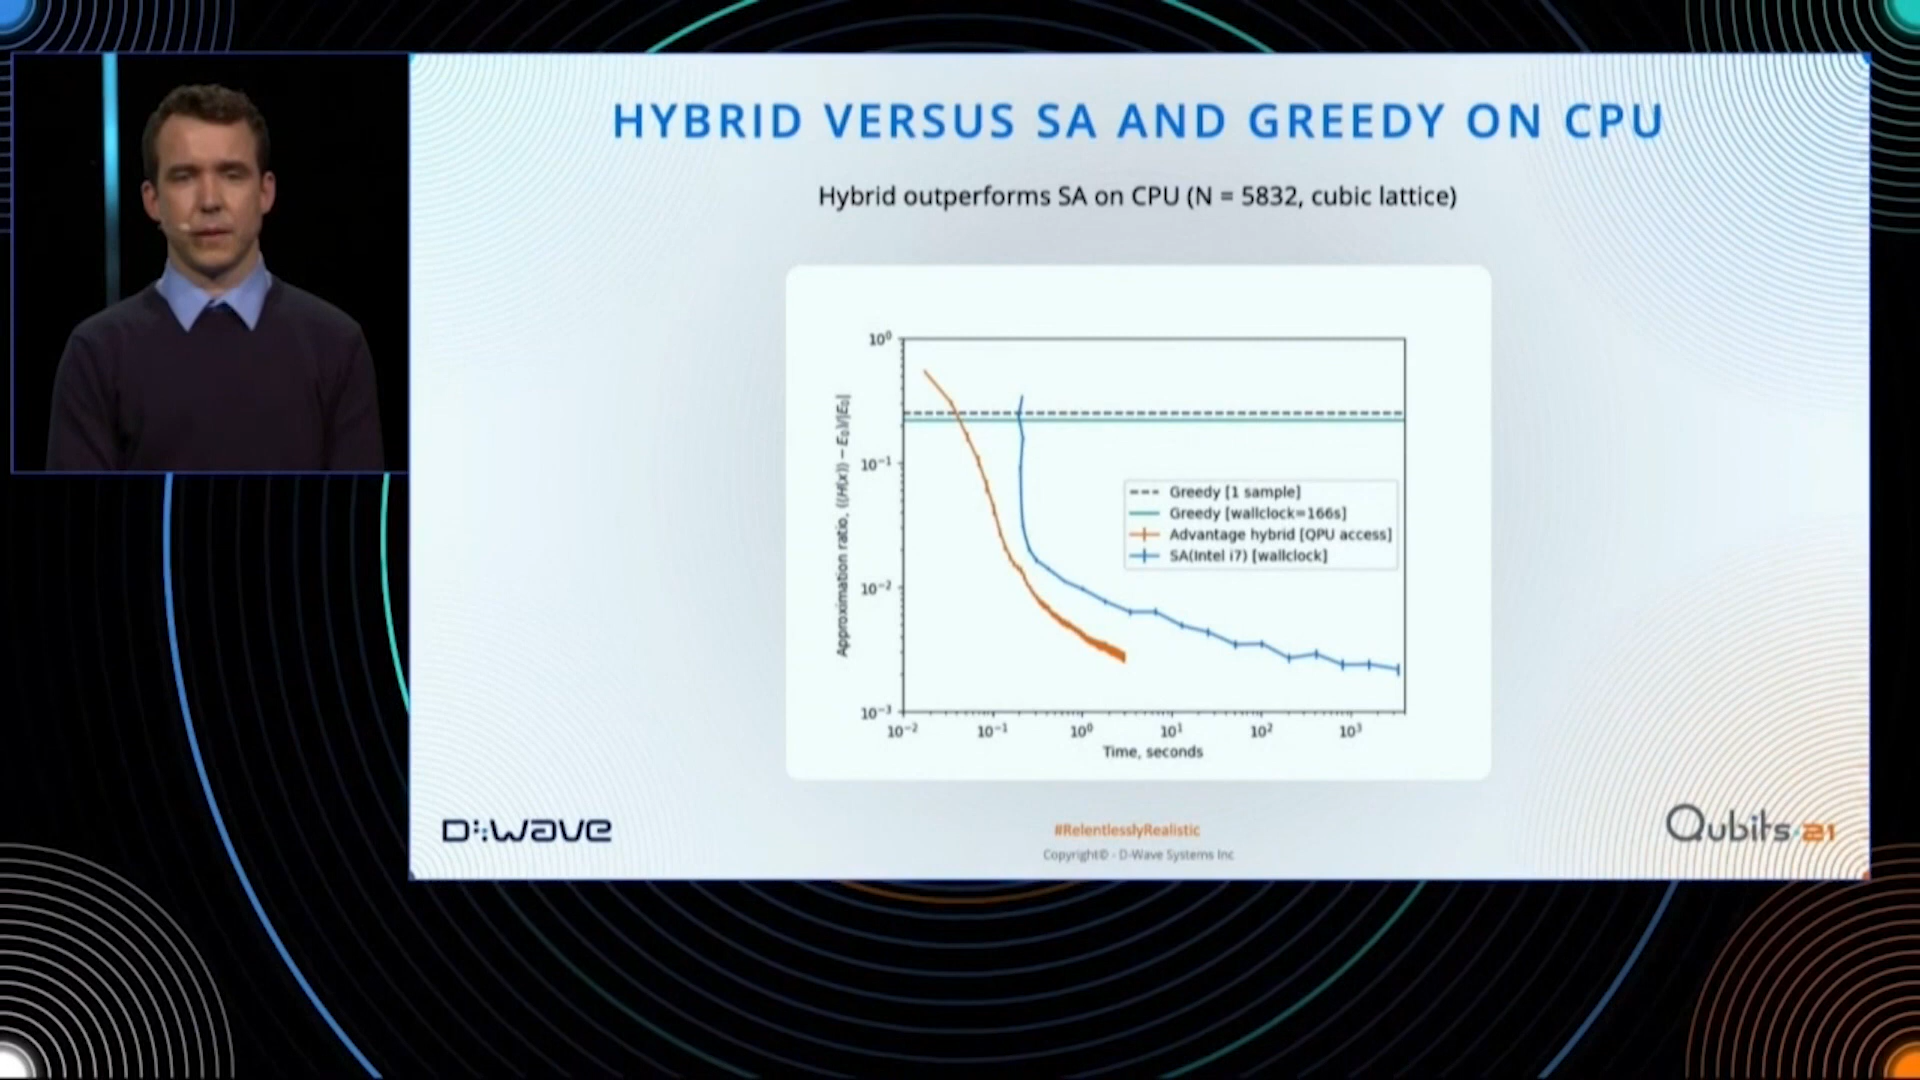 HYBRID VERSUS SA AND GREEDY ON CPU
Hybrid outperforms SA on CPU (N = 5832, cubic lattice)
10⁰
10⁻¹
10⁻²
10⁻³
Approximation ratio, (⟨H(x)⟩ − E₀)/|E₀|
Greedy [1 sample]
Greedy [wallclock=166s]
Advantage hybrid [QPU access]
SA(Intel i7) [wallclock]
10⁻² 10⁻¹ 10⁰ 10¹ 10² 10³
Time, seconds
D:Wave
#RelentlesslyRealistic
Copyright© - D-Wave Systems Inc
Qubits 21